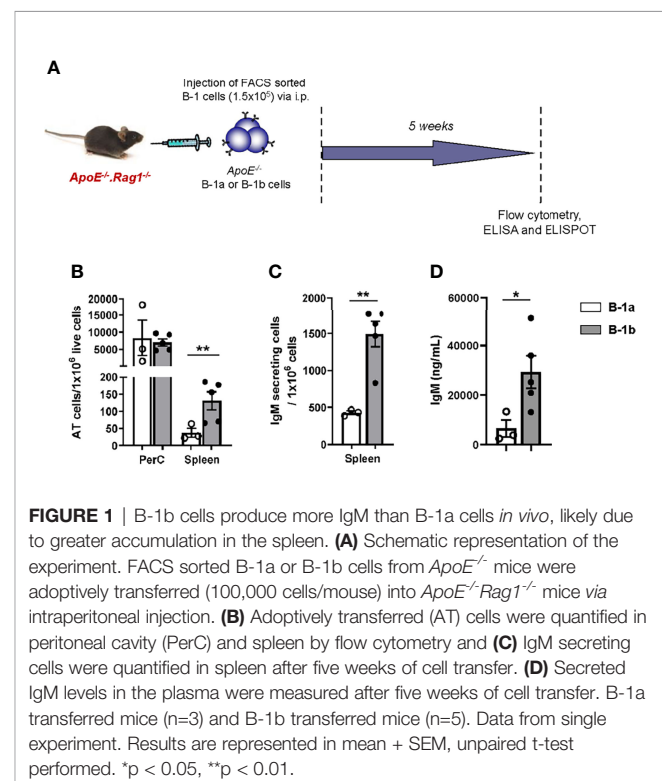 A
Injection of FACS sorted
B-1 cells (1.5x10⁵) via i.p.
5 weeks
ApoE⁻/⁻.Rag1⁻/⁻
ApoE⁻/⁻
B-1a or B-1b cells
Flow cytometry,
ELISA and ELISPOT
B
AT cells/1x10⁶ live cells
20000
15000
10000
5000
200
150
100
50
0
**
PerC
Spleen
C
IgM secreting cells
/ 1x10⁶ cells
2000
1500
1000
500
0
**
Spleen
D
IgM (ng/mL)
60000
40000
20000
0
*
B-1a
B-1b
FIGURE 1 | B-1b cells produce more IgM than B-1a cells in vivo, likely due
to greater accumulation in the spleen. (A) Schematic representation of the
experiment. FACS sorted B-1a or B-1b cells from ApoE⁻/⁻ mice were
adoptively transferred (100,000 cells/mouse) into ApoE⁻/⁻Rag1⁻/⁻ mice via
intraperitoneal injection. (B) Adoptively transferred (AT) cells were quantified in
peritoneal cavity (PerC) and spleen by flow cytometry and (C) IgM secreting
cells were quantified in spleen after five weeks of cell transfer. (D) Secreted
IgM levels in the plasma were measured after five weeks of cell transfer. B-1a
transferred mice (n=3) and B-1b transferred mice (n=5). Data from single
experiment. Results are represented in mean + SEM, unpaired t-test
performed. *p < 0.05, **p < 0.01.